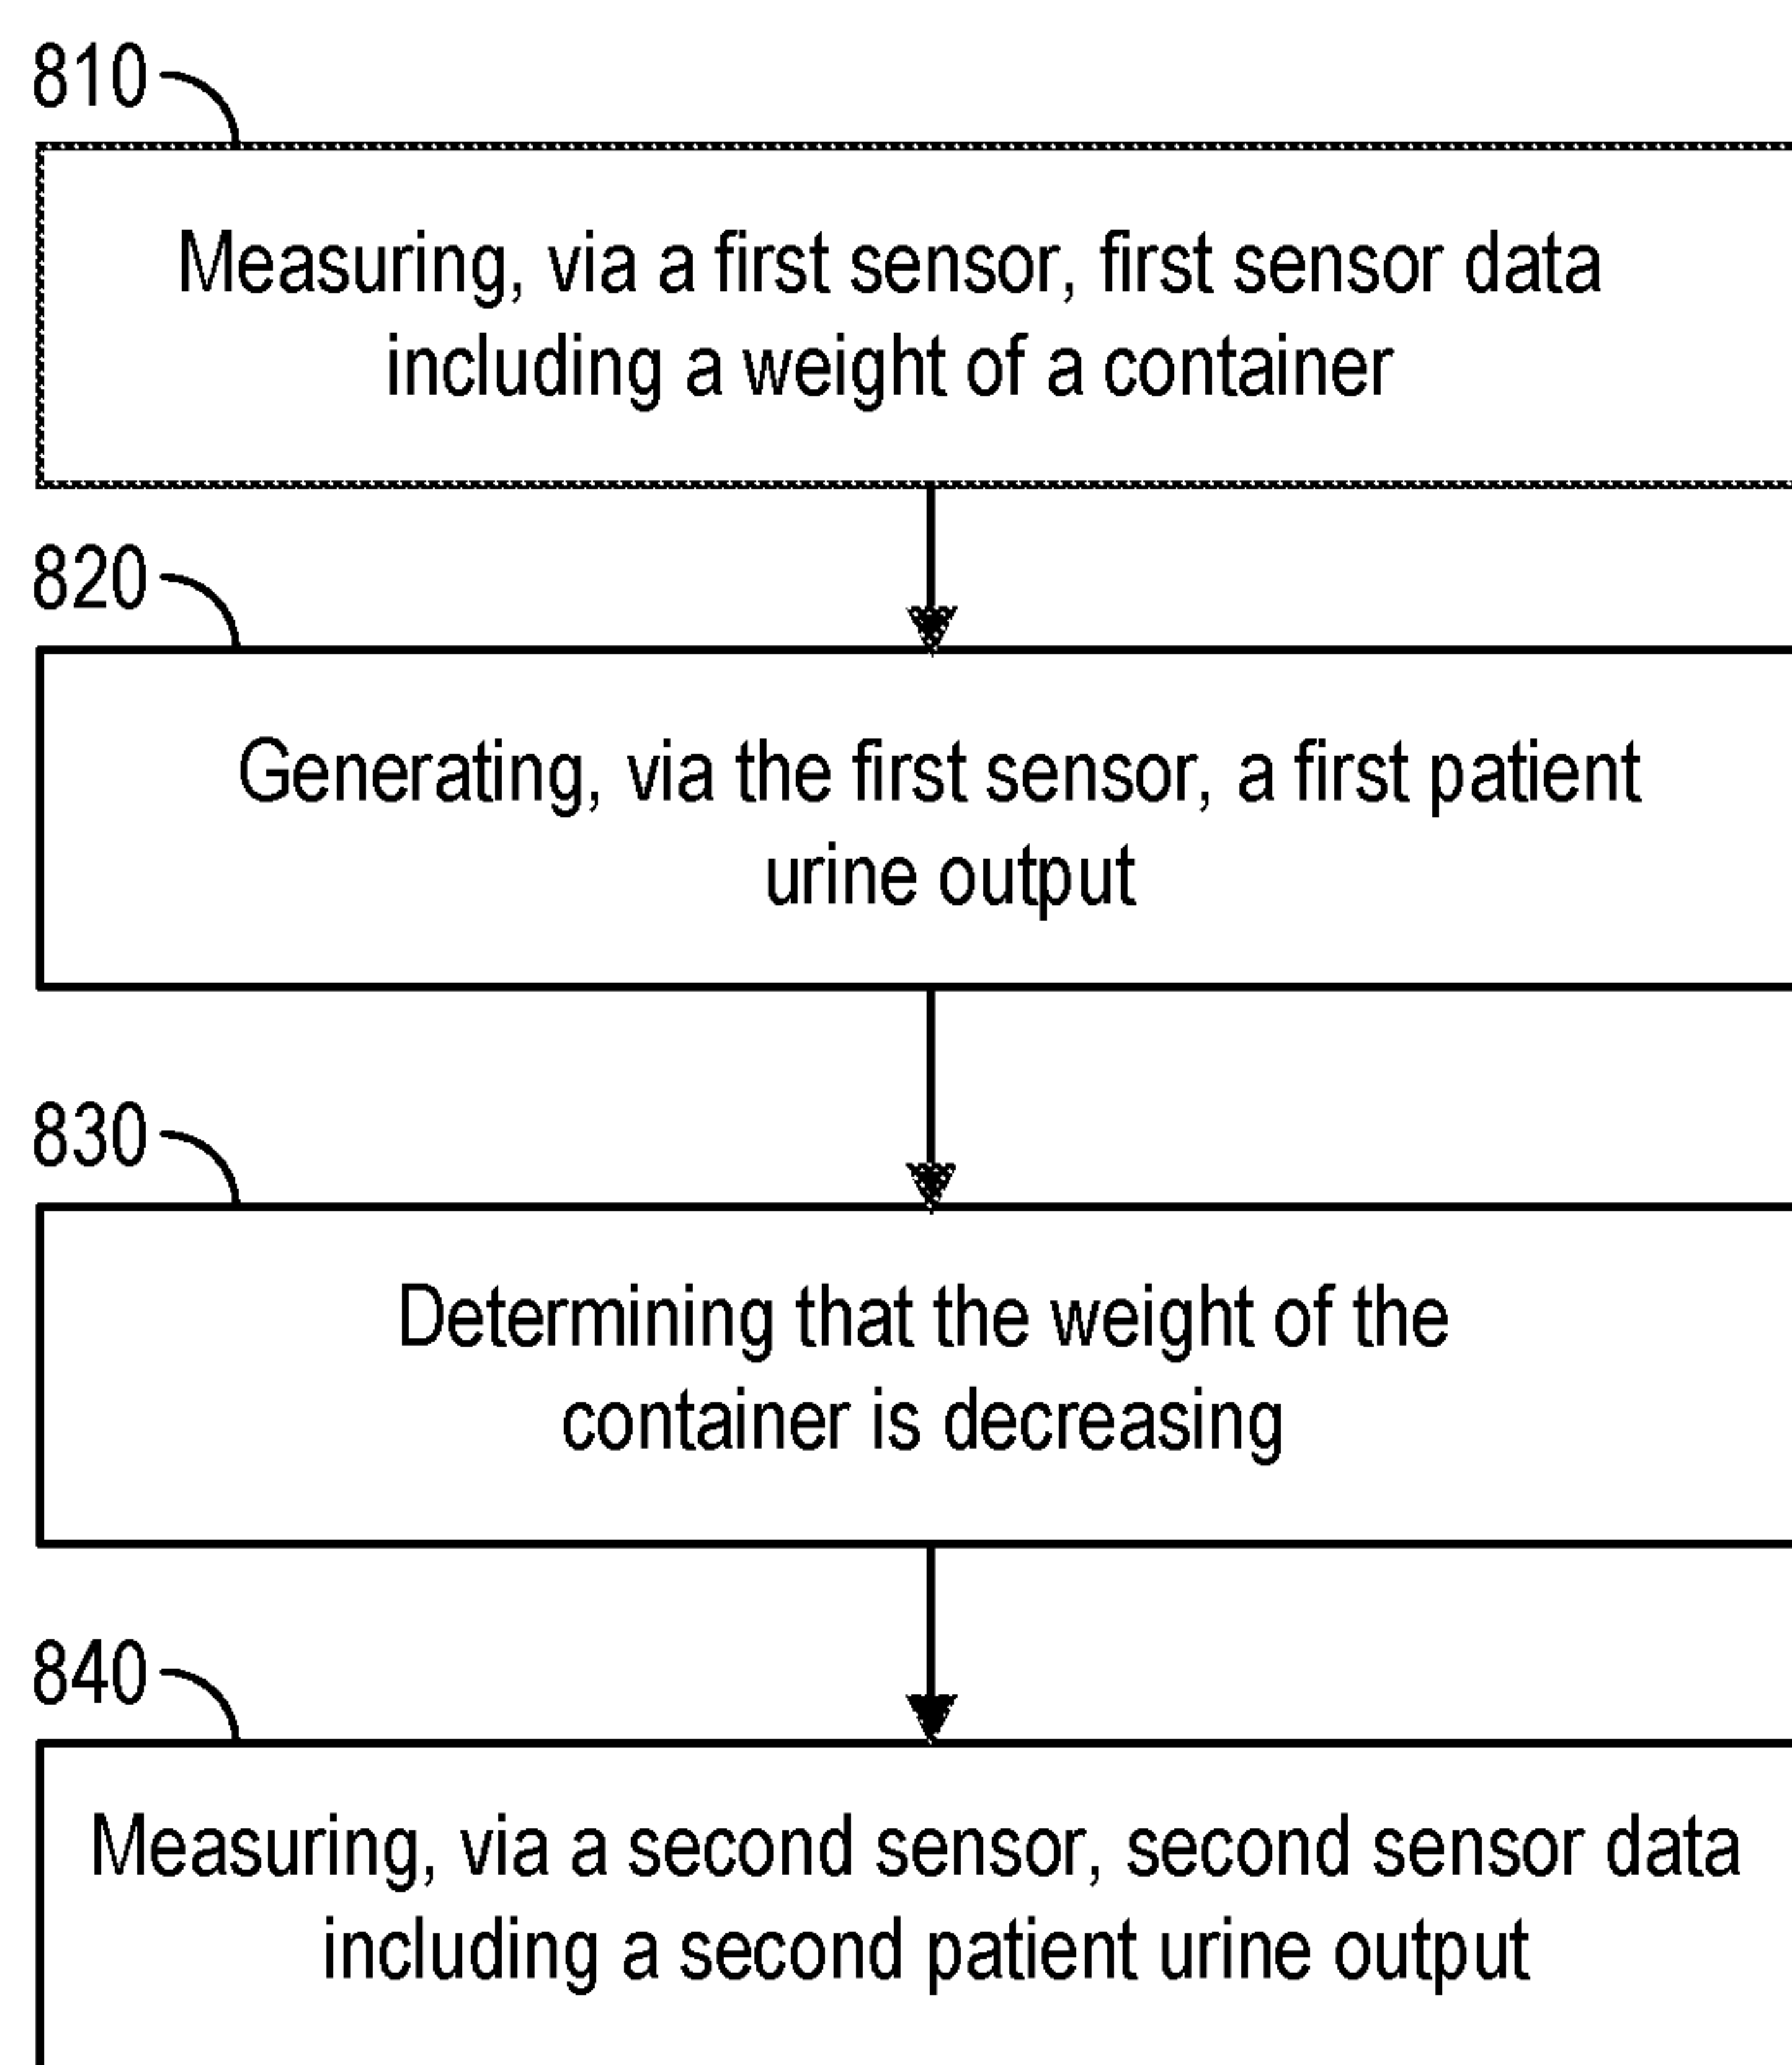 810
Measuring, via a first sensor, first sensor data
including a weight of a container
820
Generating, via the first sensor, a first patient
urine output
830
Determining that the weight of the
container is decreasing
840
Measuring, via a second sensor, second sensor data
including a second patient urine output